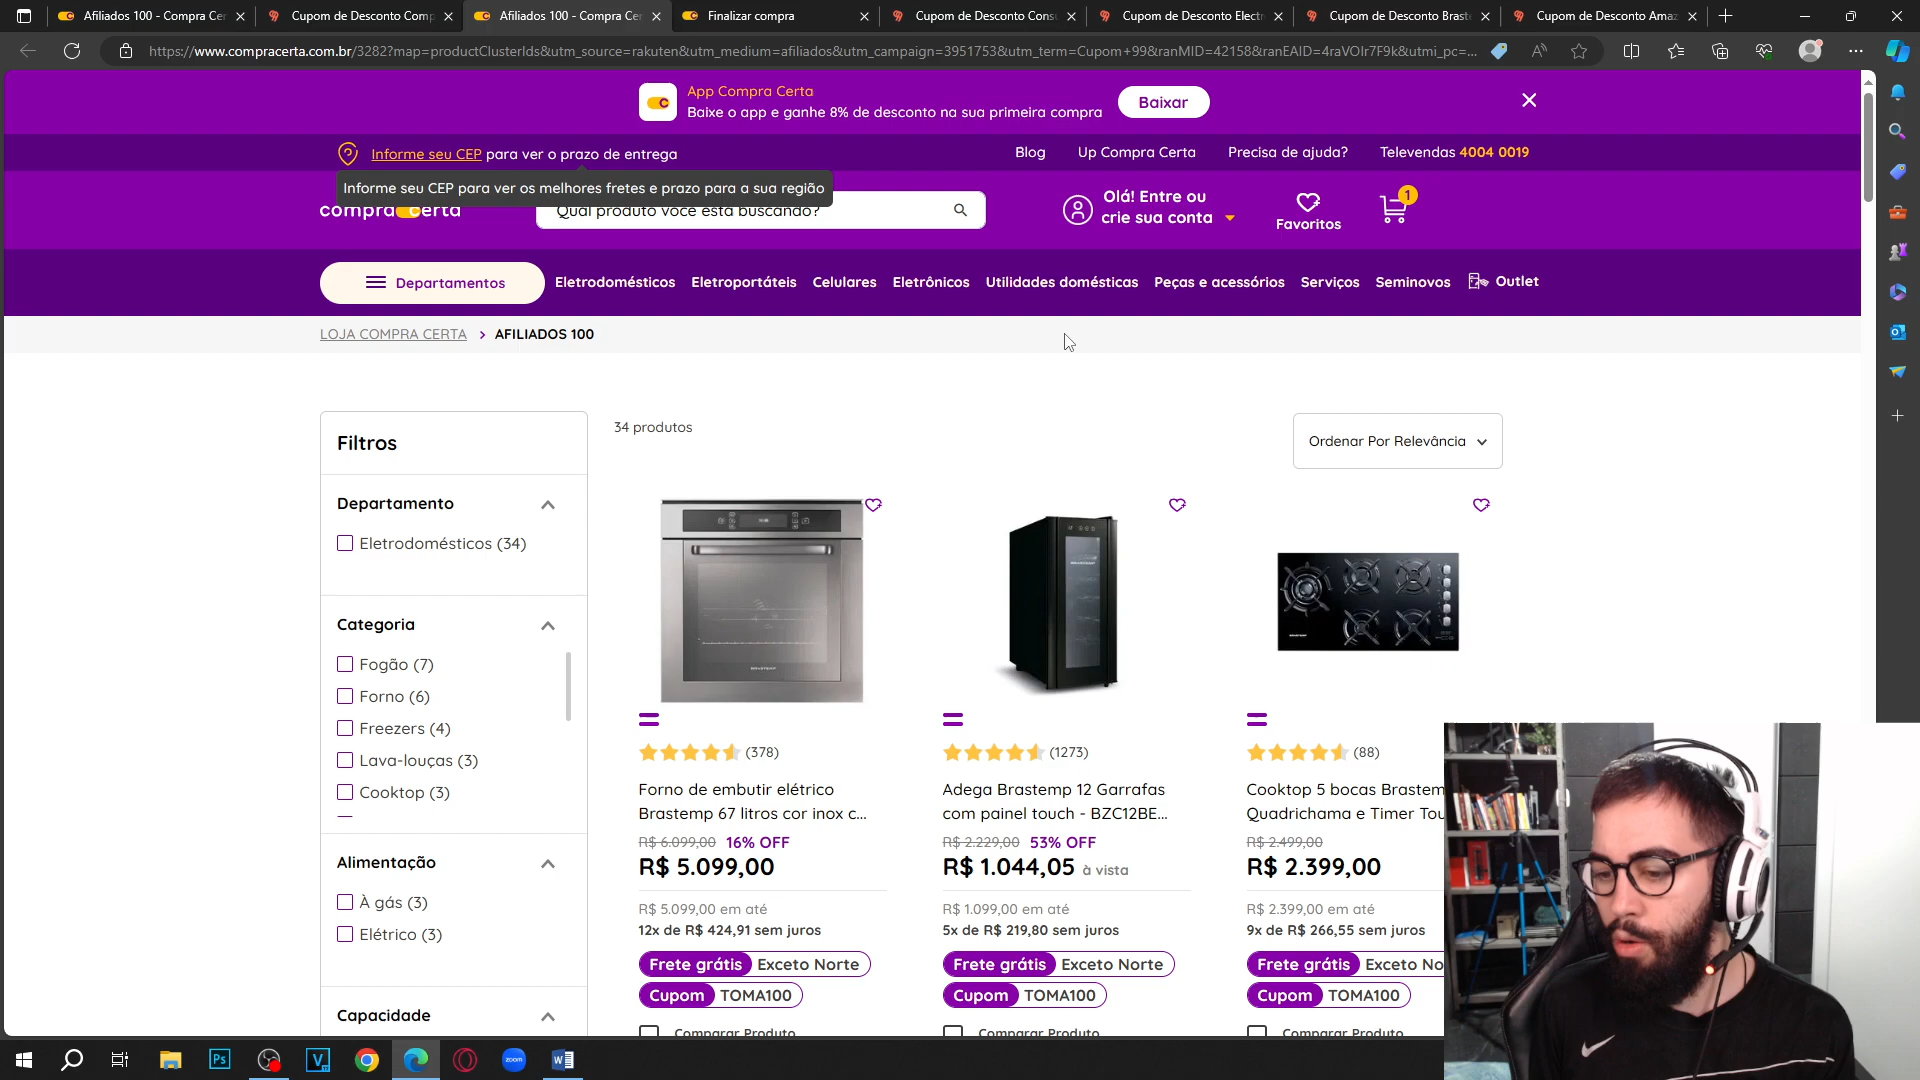 Afiliados 100 - Compra Cer
Cupom de Desconto Comp
Afiliados 100 - Compra Cer
Finalizar compra
Cupom de Desconto Cons
Cupom de Desconto Electr
Cupom de Desconto Braste
Cupom de Desconto Amaz
https://www.compracerta.com.br/3282?map=productClusterIds&utm_source=rakuten&utm_medium=afiliados&utm_campaign=3951753&utm_term=Cupom+99&ranMID=42158&ranEAID=4raVOIr7F9k&utmi_pc=...
App Compra Certa
Baixe o app e ganhe 8% de desconto na sua primeira compra
Baixar
Informe seu CEP para ver o prazo de entrega
Blog
Up Compra Certa
Precisa de ajuda?
Televendas 4004 0019
Informe seu CEP para ver os melhores fretes e prazo para a sua região
compra certa
Qual produto você está buscando?
Olá! Entre ou
crie sua conta
Favoritos
1
Departamentos
Eletrodomésticos
Eletroportáteis
Celulares
Eletrônicos
Utilidades domésticas
Peças e acessórios
Serviços
Seminovos
Outlet
LOJA COMPRA CERTA > AFILIADOS 100
Filtros
34 produtos
Ordenar Por Relevância
Departamento
Eletrodomésticos (34)
Categoria
Fogão (7)
Forno (6)
Freezers (4)
Lava-louças (3)
Cooktop (3)
Alimentação
À gás (3)
Elétrico (3)
Capacidade
(378)
Forno de embutir elétrico
Brastemp 67 litros cor inox c...
R$ 6.099,00 16% OFF
R$ 5.099,00
R$ 5.099,00 em até
12x de R$ 424,91 sem juros
Frete grátis Exceto Norte
Cupom TOMA100
Comparar Produto
(1273)
Adega Brastemp 12 Garrafas
com painel touch - BZC12BE...
R$ 2.229,00 53% OFF
R$ 1.044,05 à vista
R$ 1.099,00 em até
5x de R$ 219,80 sem juros
Frete grátis Exceto Norte
Cupom TOMA100
Comparar Produto
(88)
Cooktop 5 bocas Brastem
Quadrichama e Timer Tou
R$ 2.499,00
R$ 2.399,00
R$ 2.399,00 em até
9x de R$ 266,55 sem juros
Frete grátis Exceto No
Cupom TOMA100
Comparar Produto